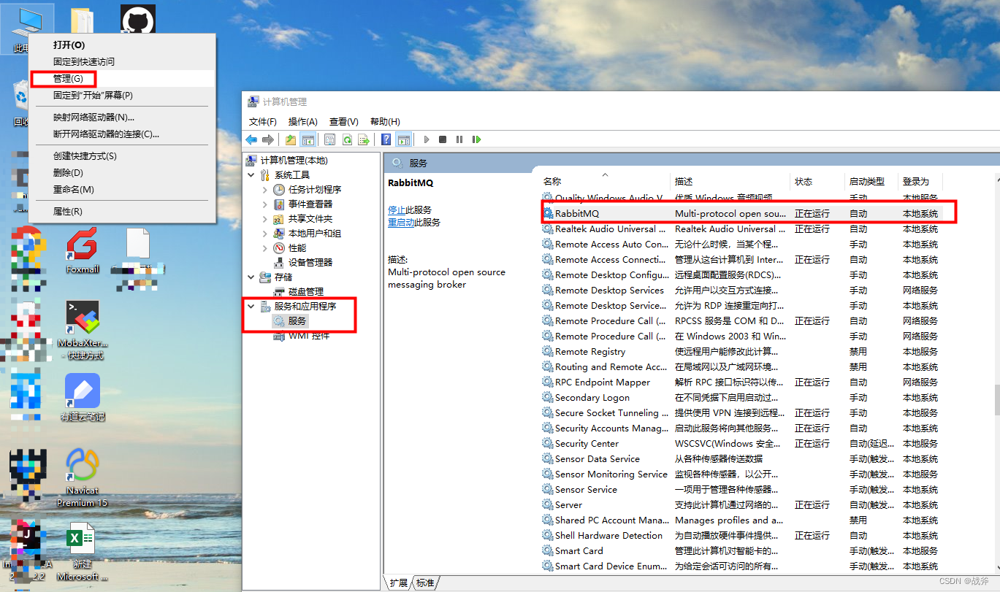 此电
打开(O)
固定到快速访问
管理(G)
固定到"开始"屏幕(P)
映射网络驱动器(N)...
断开网络驱动器的连接(C)...
创建快捷方式(S)
删除(D)
重命名(M)
属性(R)
回收
Foxmail
MobaXter...
- 快捷方式
有道云笔记
Navicat
Premium 15
新建
Microsoft ...
计算机管理
文件(F) 操作(A) 查看(V) 帮助(H)
计算机管理(本地)
系统工具
任务计划程序
事件查看器
共享文件夹
本地用户和组
性能
设备管理器
存储
磁盘管理
服务和应用程序
服务
WMI 控件
服务
RabbitMQ
停止此服务
重启动此服务
描述:
Multi-protocol open source
messaging broker
名称 描述 状态 启动类型 登录为
Quality Windows Audio V... 优质 Windows 音频视频... 手动 本地服务
RabbitMQ Multi-protocol open sou... 正在运行 自动 本地系统
Realtek Audio Universal ... Realtek Audio Universal ... 正在运行 自动 本地系统
Remote Access Auto Con... 无论什么时候，当某个程... 手动 本地系统
Remote Access Connecti... 管理从这台计算机到 Inter... 正在运行 自动 本地系统
Remote Desktop Configu... 远程桌面配置服务(RDCS)... 手动 本地系统
Remote Desktop Services 允许用户以交互方式连接... 手动 网络服务
Remote Desktop Service... 允许为 RDP 连接重定向打... 手动 本地系统
Remote Procedure Call (... RPCSS 服务是 COM 和 D... 正在运行 自动 网络服务
Remote Procedure Call (... 在 Windows 2003 和 Win... 手动 网络服务
Remote Registry 使远程用户能修改此计算... 禁用 本地服务
Routing and Remote Acc... 在局域网以及广域网环境... 禁用 本地系统
RPC Endpoint Mapper 解析 RPC 接口标识符以传... 正在运行 自动 网络服务
Secondary Logon 在不同凭据下启用启动过... 手动 本地系统
Secure Socket Tunneling ... 提供使用 VPN 连接到远程... 正在运行 手动 本地服务
Security Accounts Manag... 启动此服务将向其他服务... 正在运行 自动 本地系统
Security Center WSCSVC(Windows 安全... 正在运行 自动(延迟... 本地服务
Sensor Data Service 从各种传感器传送数据 手动(触发... 本地系统
Sensor Monitoring Service 监视各种传感器，以公开... 手动(触发... 本地服务
Sensor Service 一项用于管理各种传感器... 手动(触发... 本地系统
Server 支持此计算机通过网络的... 正在运行 自动(触发... 本地系统
Shared PC Account Mana... Manages profiles and a... 禁用 本地系统
Shell Hardware Detection 为自动播放硬件事件提供... 正在运行 自动 本地系统
Smart Card 管理此计算机对智能卡的... 手动(触发... 本地服务
Smart Card Device Enum... 为给定会话可访问的所有... 手动(触发... 本地系统
扩展 标准
CSDN @战斧